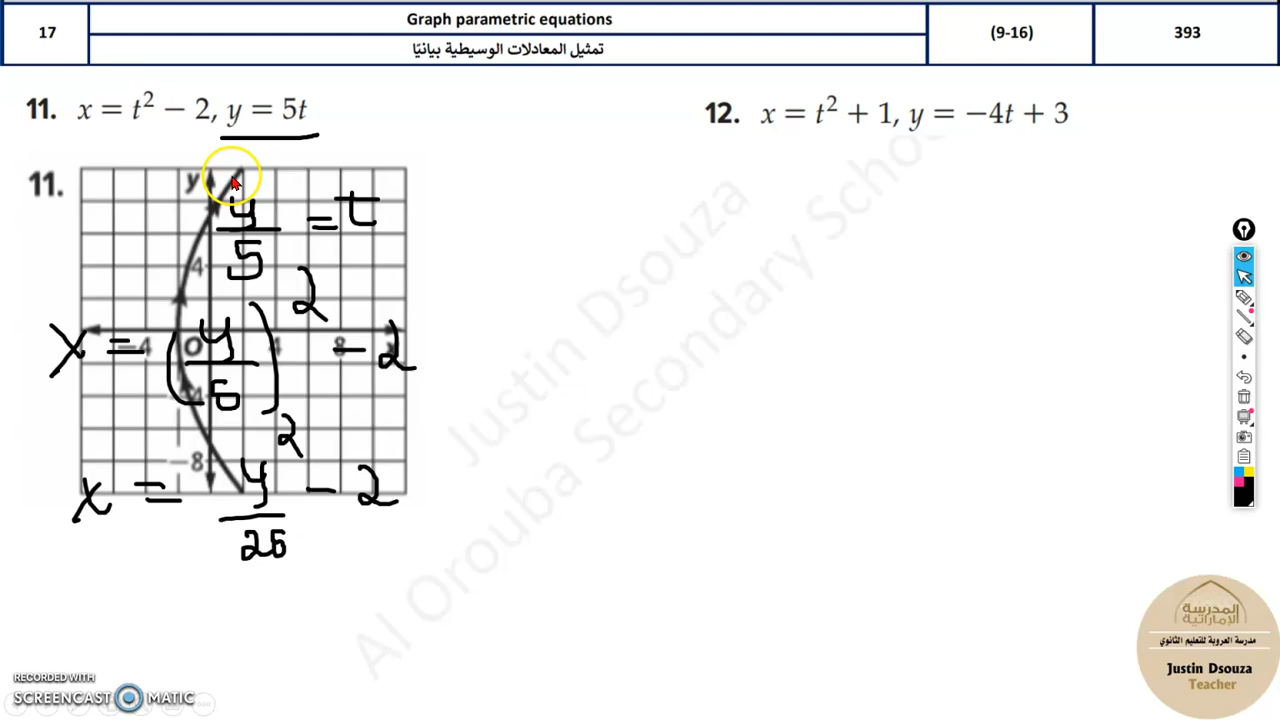 17
Graph parametric equations
تمثيل المعادلات الوسيطية بيانيًا
(9-16)
393
11. x = t² − 2, y = 5t
12. x = t² + 1, y = −4t + 3
11.
y
4
−4
O
4
8
−4
−8
y/5 = t
x = (y/5)² − 2
x = y²/25 − 2
Justin Dsouza
Al Orouba Secondary School
المدرسة
الإماراتية
مدرسة العروبة للتعليم الثانوي
Justin Dsouza
Teacher
RECORDED WITH
SCREENCAST MATIC